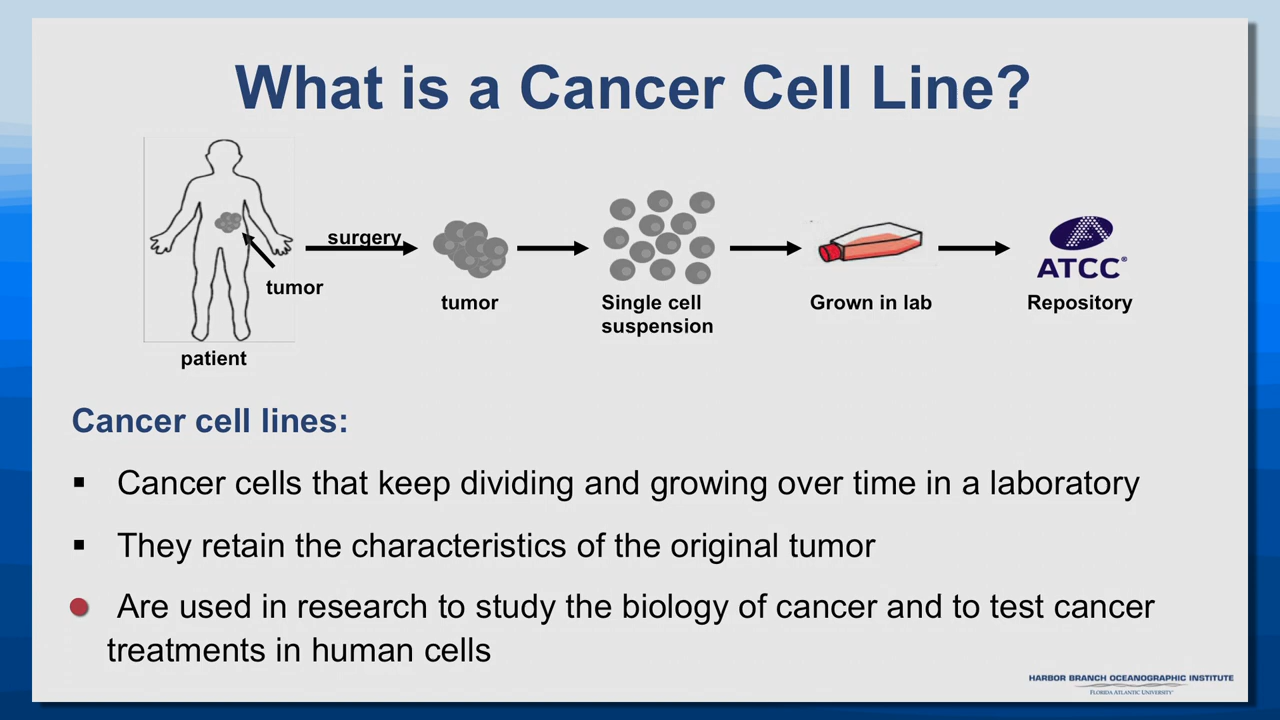 What is a Cancer Cell Line?
surgery
tumor
patient
tumor
Single cell
suspension
Grown in lab
ATCC®
Repository
Cancer cell lines:
▪ Cancer cells that keep dividing and growing over time in a laboratory
▪ They retain the characteristics of the original tumor
● Are used in research to study the biology of cancer and to test cancer
treatments in human cells
HARBOR BRANCH OCEANOGRAPHIC INSTITUTE
FLORIDA ATLANTIC UNIVERSITY